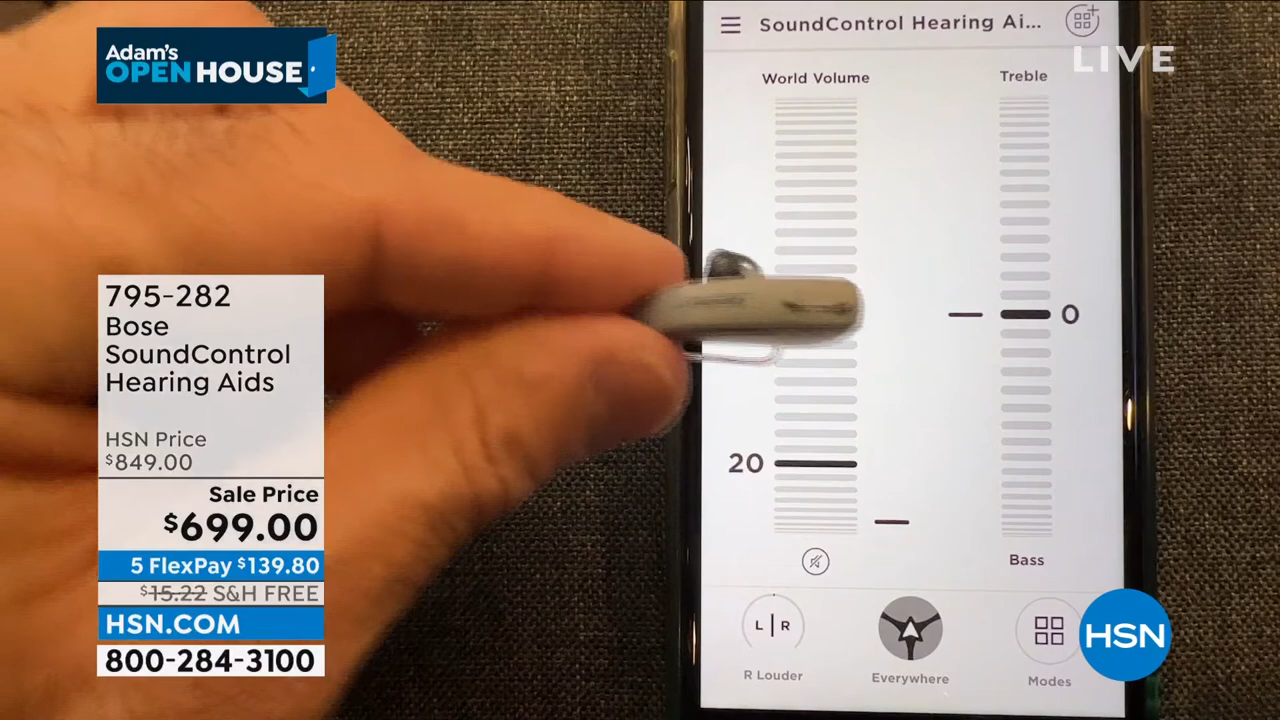 Adam's
OPEN HOUSE
795-282
Bose
SoundControl
Hearing Aids
HSN Price
$849.00
Sale Price
$699.00
5 FlexPay $139.80
$15.22 S&H FREE
HSN.COM
800-284-3100
SoundControl Hearing Ai...
LIVE
World Volume
Treble
0
20
Bass
L | R
R Louder
Everywhere
Modes
HSN